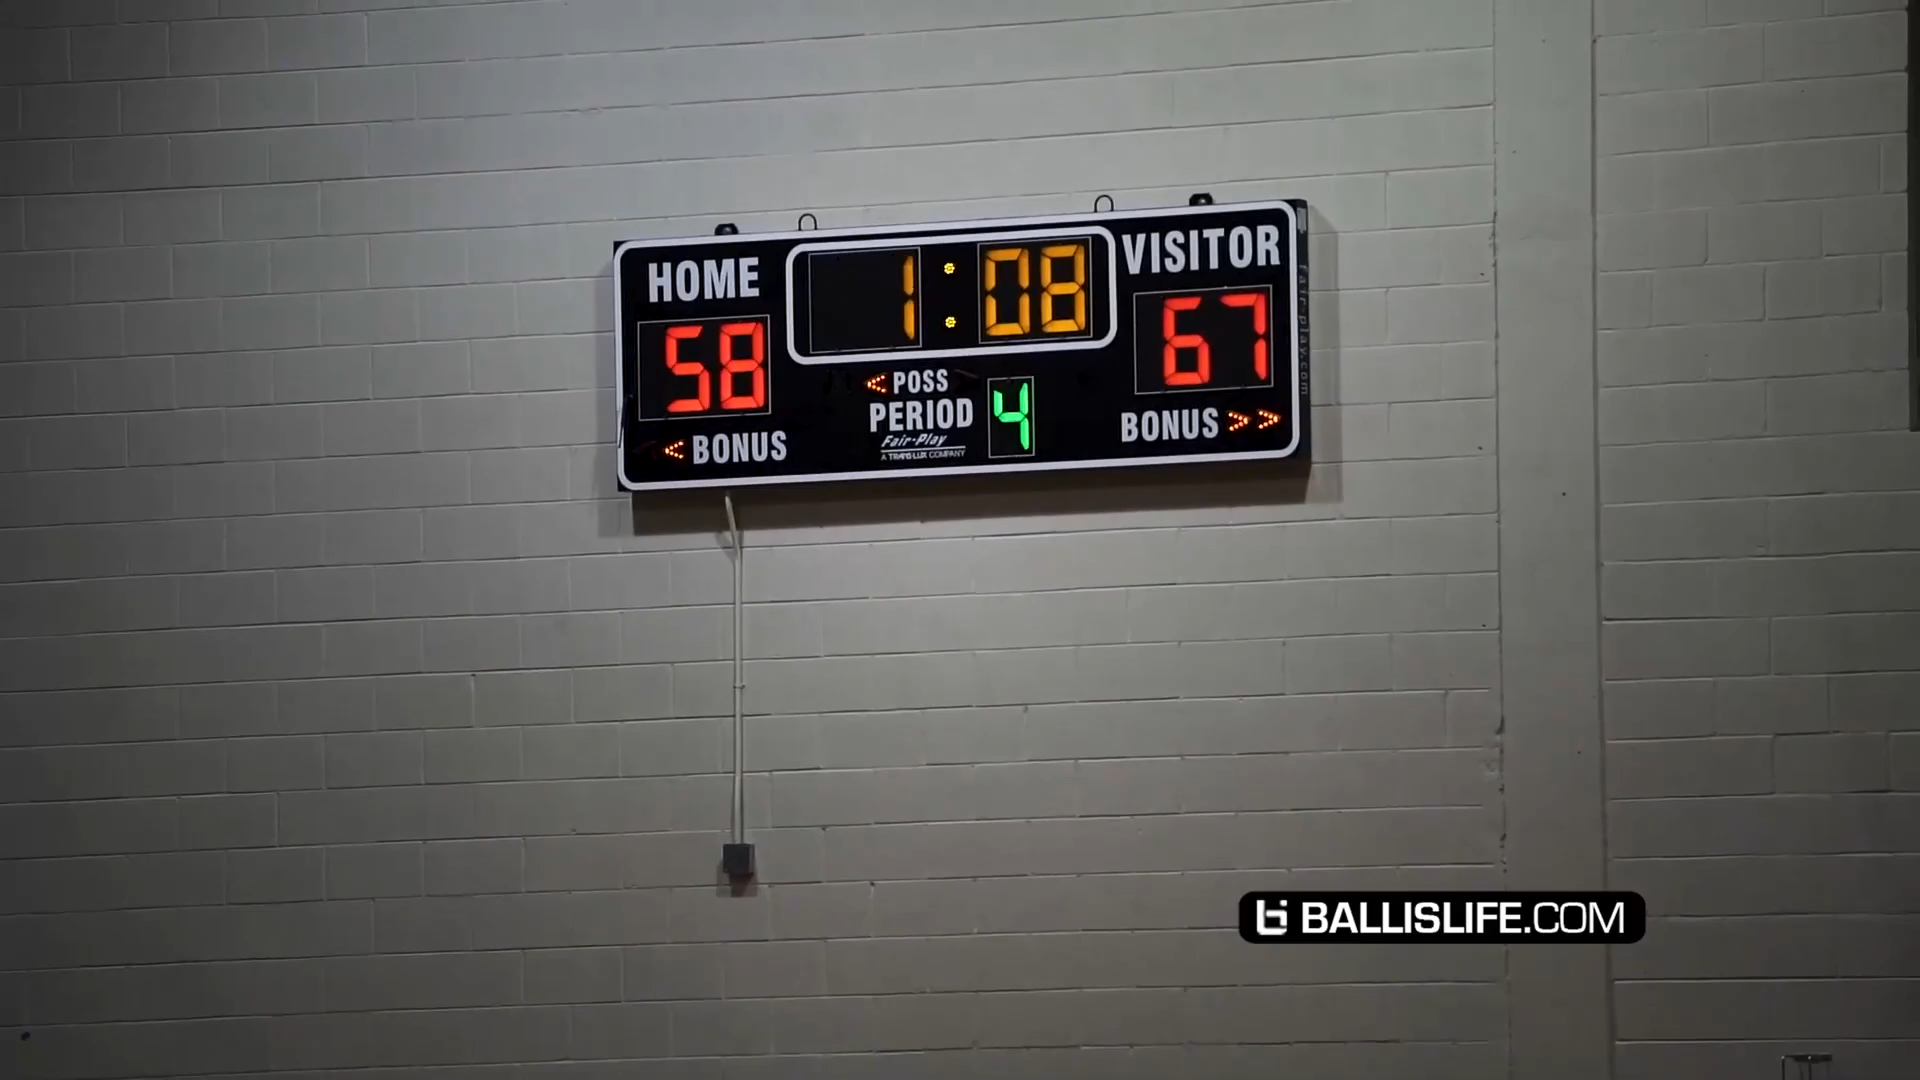 HOME
1:08
VISITOR
58
67
< POSS
PERIOD 4
< BONUS
BONUS >>
Fair-Play
A TRANS-LUX COMPANY
fair-play.com
BALLISLIFE.COM